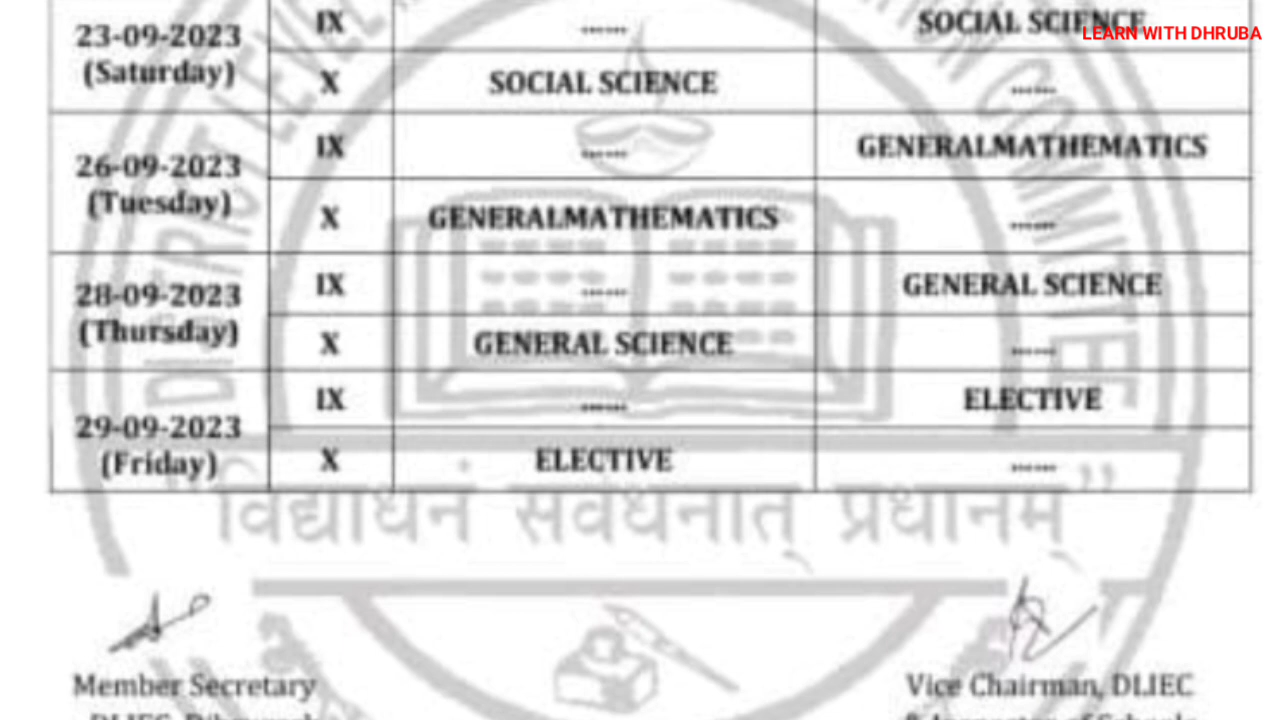 LEARN WITH DHRUBA
23-09-2023
(Saturday)
IX ...... SOCIAL SCIENCE
X SOCIAL SCIENCE ......
26-09-2023
(Tuesday)
IX ...... GENERALMATHEMATICS
X GENERALMATHEMATICS ......
28-09-2023
(Thursday)
IX ...... GENERAL SCIENCE
X GENERAL SCIENCE ......
29-09-2023
(Friday)
IX ...... ELECTIVE
X ELECTIVE ......
विद्याधनं सर्वधनात् प्रधानम्”
Member Secretary
Vice Chairman, DLIEC